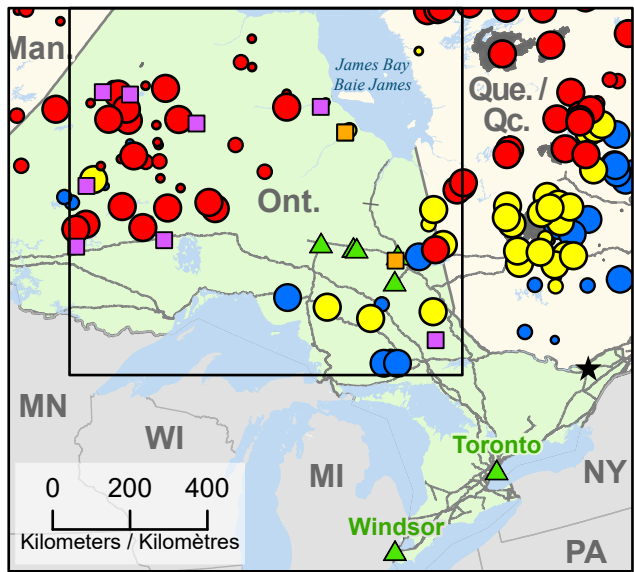 Man.
James Bay
Baie James
Que. /
Qc.
Ont.
MN
WI
MI
Toronto
NY
Windsor
PA
0 200 400
Kilometers / Kilomètres